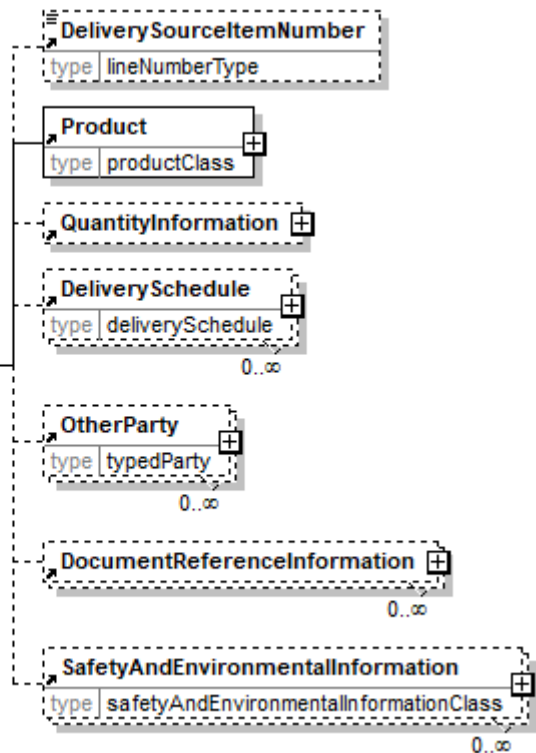 DeliverySourceItemNumber
type lineNumberType
Product
type productClass
QuantityInformation
DeliverySchedule
type deliverySchedule
0..∞
OtherParty
type typedParty
0..∞
DocumentReferenceInformation
0..∞
SafetyAndEnvironmentalInformation
type safetyAndEnvironmentalInformationClass
0..∞